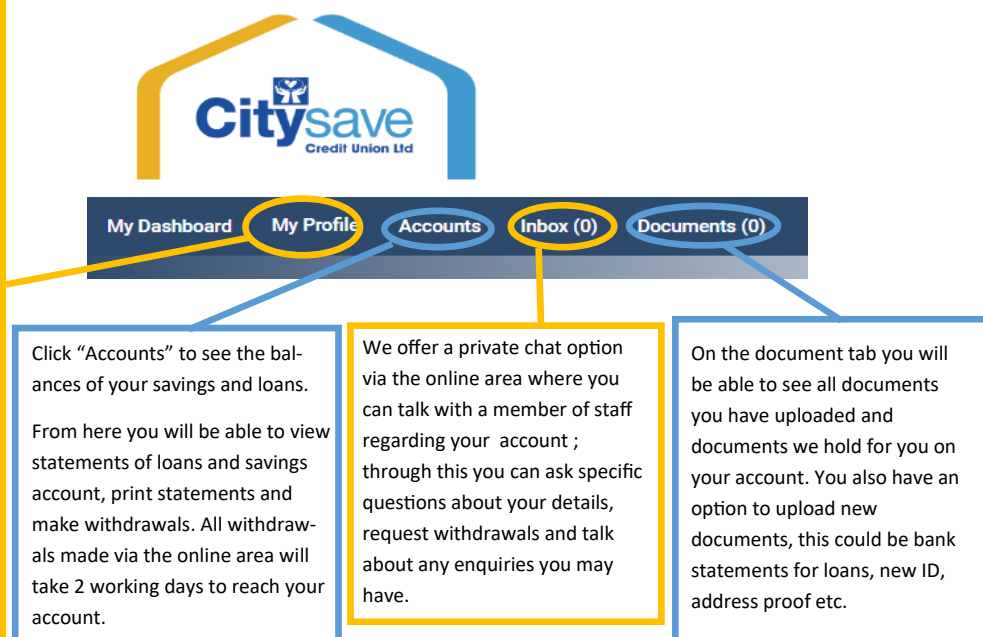 Citysave
Credit Union Ltd
My Dashboard My Profile Accounts Inbox (0) Documents (0)
Click “Accounts” to see the bal-
ances of your savings and loans.
From here you will be able to view
statements of loans and savings
account, print statements and
make withdrawals. All withdraw-
als made via the online area will
take 2 working days to reach your
account.
We offer a private chat option
via the online area where you
can talk with a member of staff
regarding your account ;
through this you can ask specific
questions about your details,
request withdrawals and talk
about any enquiries you may
have.
On the document tab you will
be able to see all documents
you have uploaded and
documents we hold for you on
your account. You also have an
option to upload new
documents, this could be bank
statements for loans, new ID,
address proof etc.